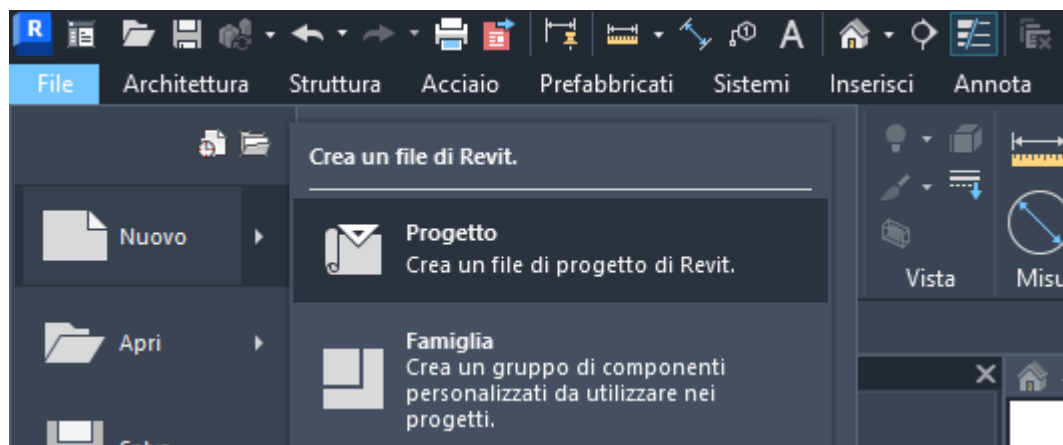 R
A
File Architettura Struttura Acciaio Prefabbricati Sistemi Inserisci Annota
Crea un file di Revit.
Nuovo
Progetto
Crea un file di progetto di Revit.
Vista
Apri
Famiglia
Crea un gruppo di componenti
personalizzati da utilizzare nei
progetti.